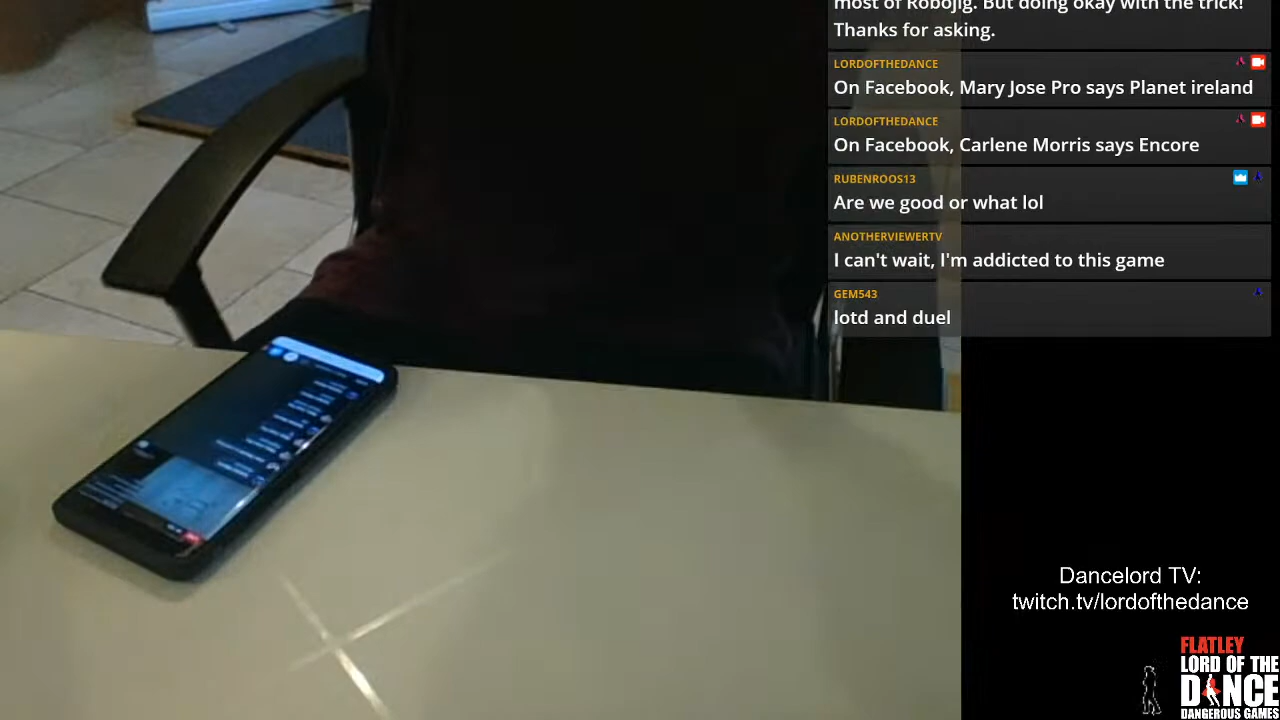 most of Robojig. But doing okay with the trick!
Thanks for asking.
LORDOFTHEDANCE
On Facebook, Mary Jose Pro says Planet ireland
LORDOFTHEDANCE
On Facebook, Carlene Morris says Encore
RUBENROOS13
Are we good or what lol
ANOTHERVIEWERTV
I can't wait, I'm addicted to this game
GEM543
lotd and duel
Dancelord TV:
twitch.tv/lordofthedance
FLATLEY
LORD OF THE
DANCE
DANGEROUS GAMES